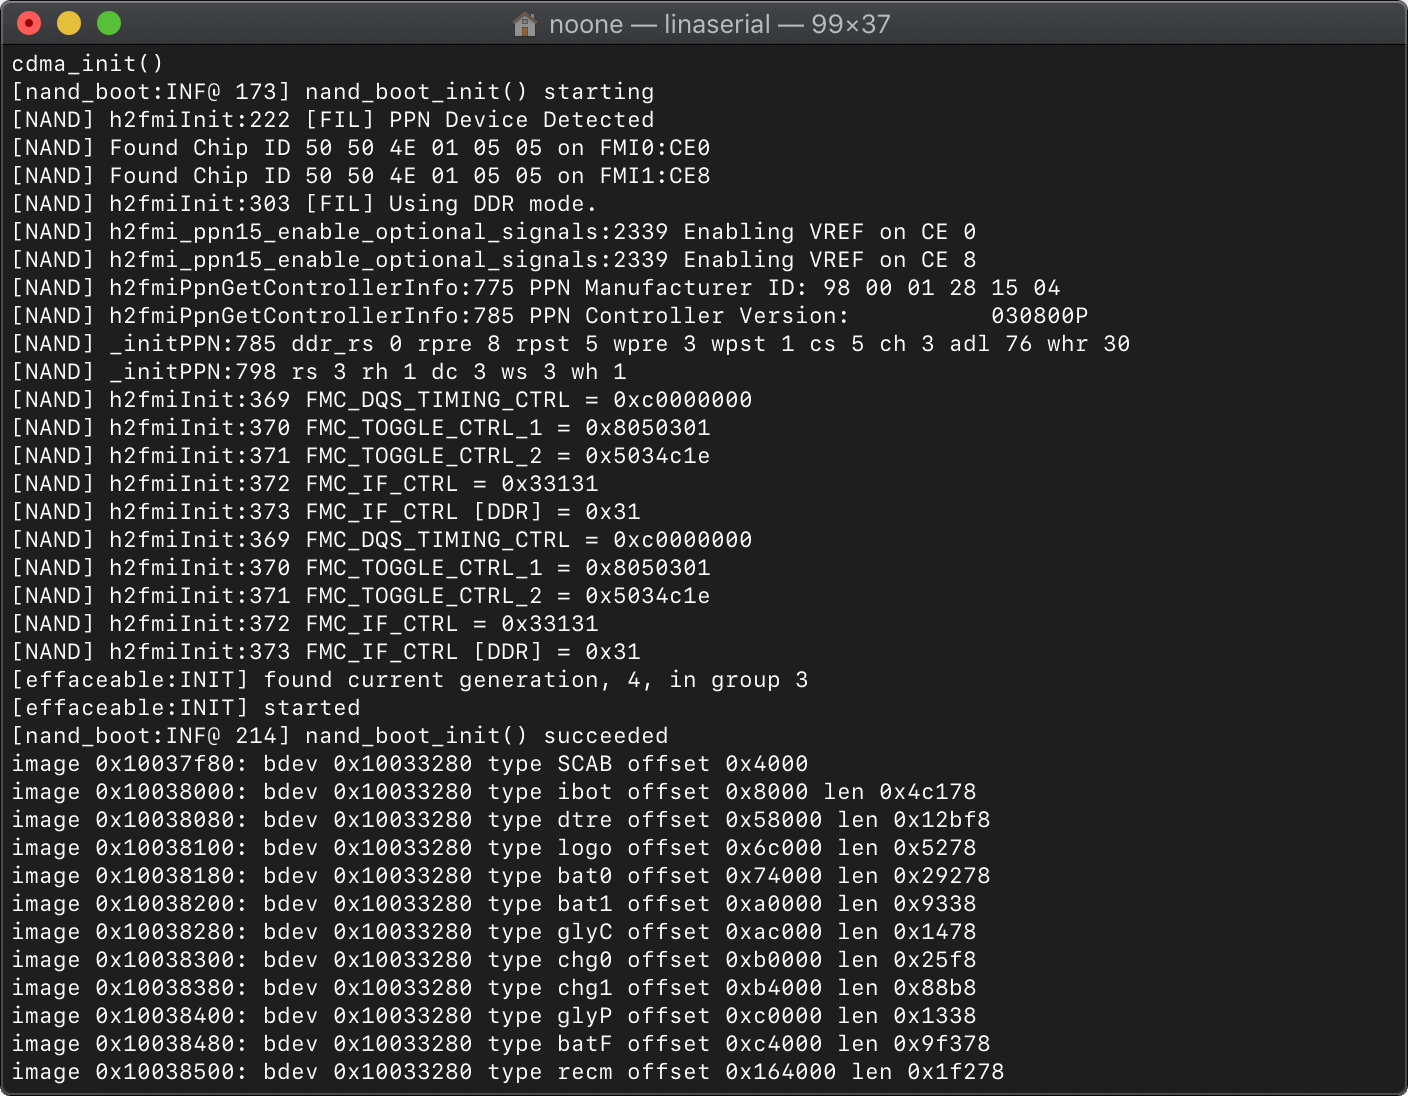 noone — linaserial — 99×37
cdma_init()
[nand_boot:INF@ 173] nand_boot_init() starting
[NAND] h2fmiInit:222 [FIL] PPN Device Detected
[NAND] Found Chip ID 50 50 4E 01 05 05 on FMI0:CE0
[NAND] Found Chip ID 50 50 4E 01 05 05 on FMI1:CE8
[NAND] h2fmiInit:303 [FIL] Using DDR mode.
[NAND] h2fmi_ppn15_enable_optional_signals:2339 Enabling VREF on CE 0
[NAND] h2fmi_ppn15_enable_optional_signals:2339 Enabling VREF on CE 8
[NAND] h2fmiPpnGetControllerInfo:775 PPN Manufacturer ID: 98 00 01 28 15 04
[NAND] h2fmiPpnGetControllerInfo:785 PPN Controller Version:          030800P
[NAND] _initPPN:785 ddr_rs 0 rpre 8 rpst 5 wpre 3 wpst 1 cs 5 ch 3 adl 76 whr 30
[NAND] _initPPN:798 rs 3 rh 1 dc 3 ws 3 wh 1
[NAND] h2fmiInit:369 FMC_DQS_TIMING_CTRL = 0xc0000000
[NAND] h2fmiInit:370 FMC_TOGGLE_CTRL_1 = 0x8050301
[NAND] h2fmiInit:371 FMC_TOGGLE_CTRL_2 = 0x5034c1e
[NAND] h2fmiInit:372 FMC_IF_CTRL = 0x33131
[NAND] h2fmiInit:373 FMC_IF_CTRL [DDR] = 0x31
[NAND] h2fmiInit:369 FMC_DQS_TIMING_CTRL = 0xc0000000
[NAND] h2fmiInit:370 FMC_TOGGLE_CTRL_1 = 0x8050301
[NAND] h2fmiInit:371 FMC_TOGGLE_CTRL_2 = 0x5034c1e
[NAND] h2fmiInit:372 FMC_IF_CTRL = 0x33131
[NAND] h2fmiInit:373 FMC_IF_CTRL [DDR] = 0x31
[effaceable:INIT] found current generation, 4, in group 3
[effaceable:INIT] started
[nand_boot:INF@ 214] nand_boot_init() succeeded
image 0x10037f80: bdev 0x10033280 type SCAB offset 0x4000
image 0x10038000: bdev 0x10033280 type ibot offset 0x8000 len 0x4c178
image 0x10038080: bdev 0x10033280 type dtre offset 0x58000 len 0x12bf8
image 0x10038100: bdev 0x10033280 type logo offset 0x6c000 len 0x5278
image 0x10038180: bdev 0x10033280 type bat0 offset 0x74000 len 0x29278
image 0x10038200: bdev 0x10033280 type bat1 offset 0xa0000 len 0x9338
image 0x10038280: bdev 0x10033280 type glyC offset 0xac000 len 0x1478
image 0x10038300: bdev 0x10033280 type chg0 offset 0xb0000 len 0x25f8
image 0x10038380: bdev 0x10033280 type chg1 offset 0xb4000 len 0x88b8
image 0x10038400: bdev 0x10033280 type glyP offset 0xc0000 len 0x1338
image 0x10038480: bdev 0x10033280 type batF offset 0xc4000 len 0x9f378
image 0x10038500: bdev 0x10033280 type recm offset 0x164000 len 0x1f278